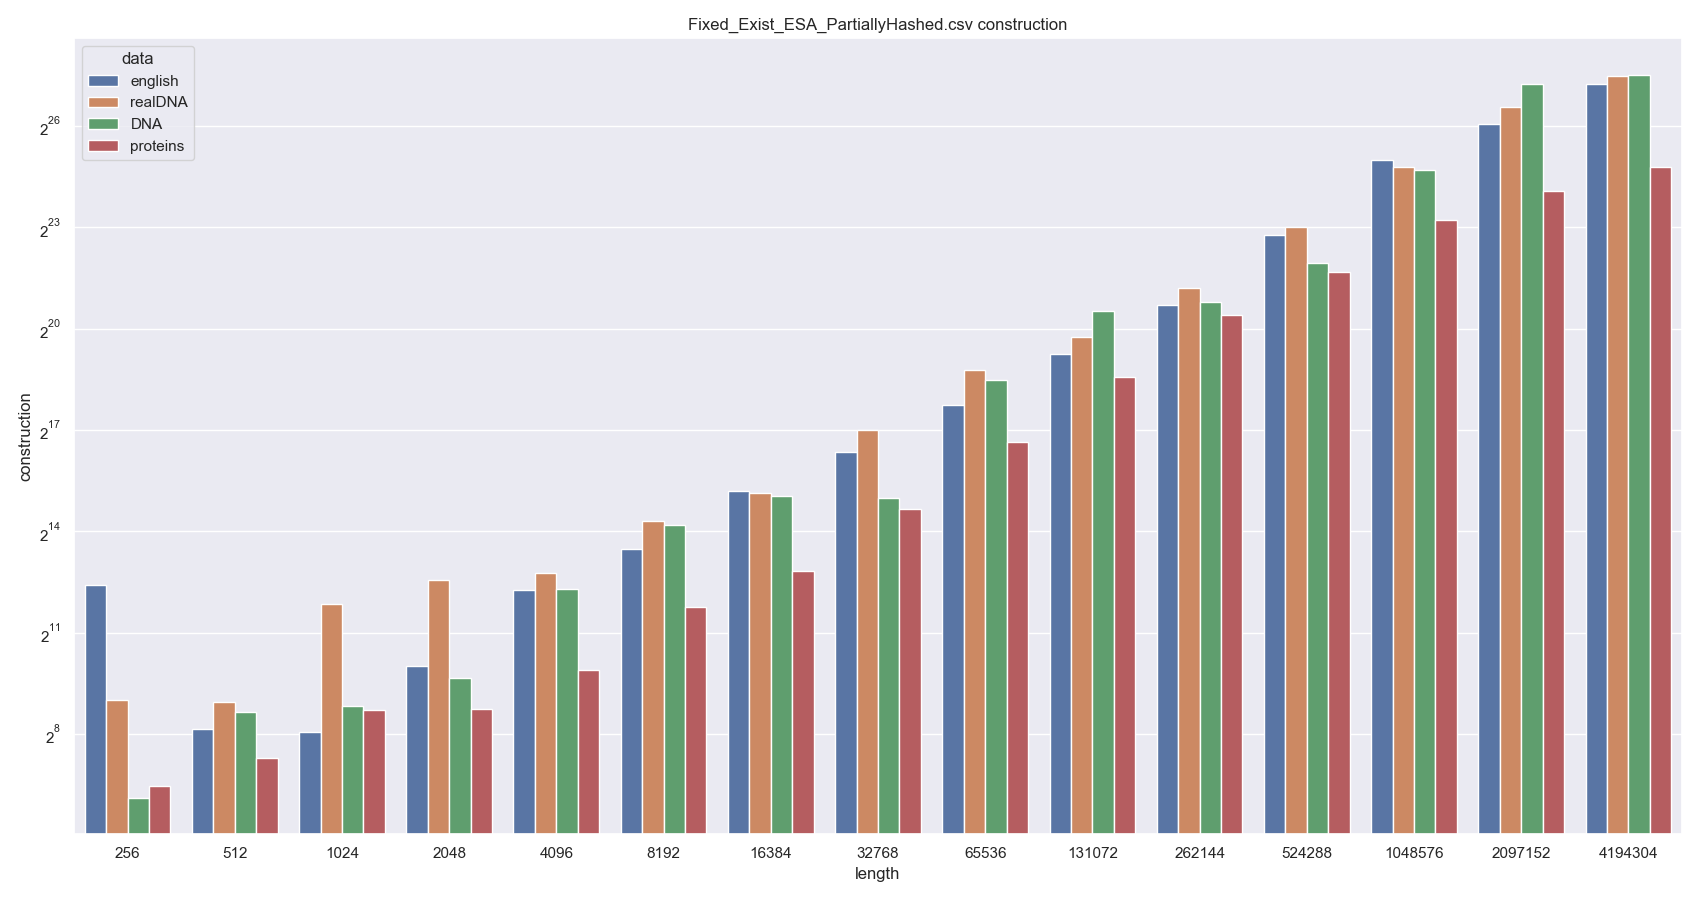 Fixed_Exist_ESA_PartiallyHashed.csv construction
data
english
realDNA
DNA
proteins
2^26
2^23
2^20
2^17
2^14
2^11
2^8
construction
256 512 1024 2048 4096 8192 16384 32768 65536 131072 262144 524288 1048576 2097152 4194304
length